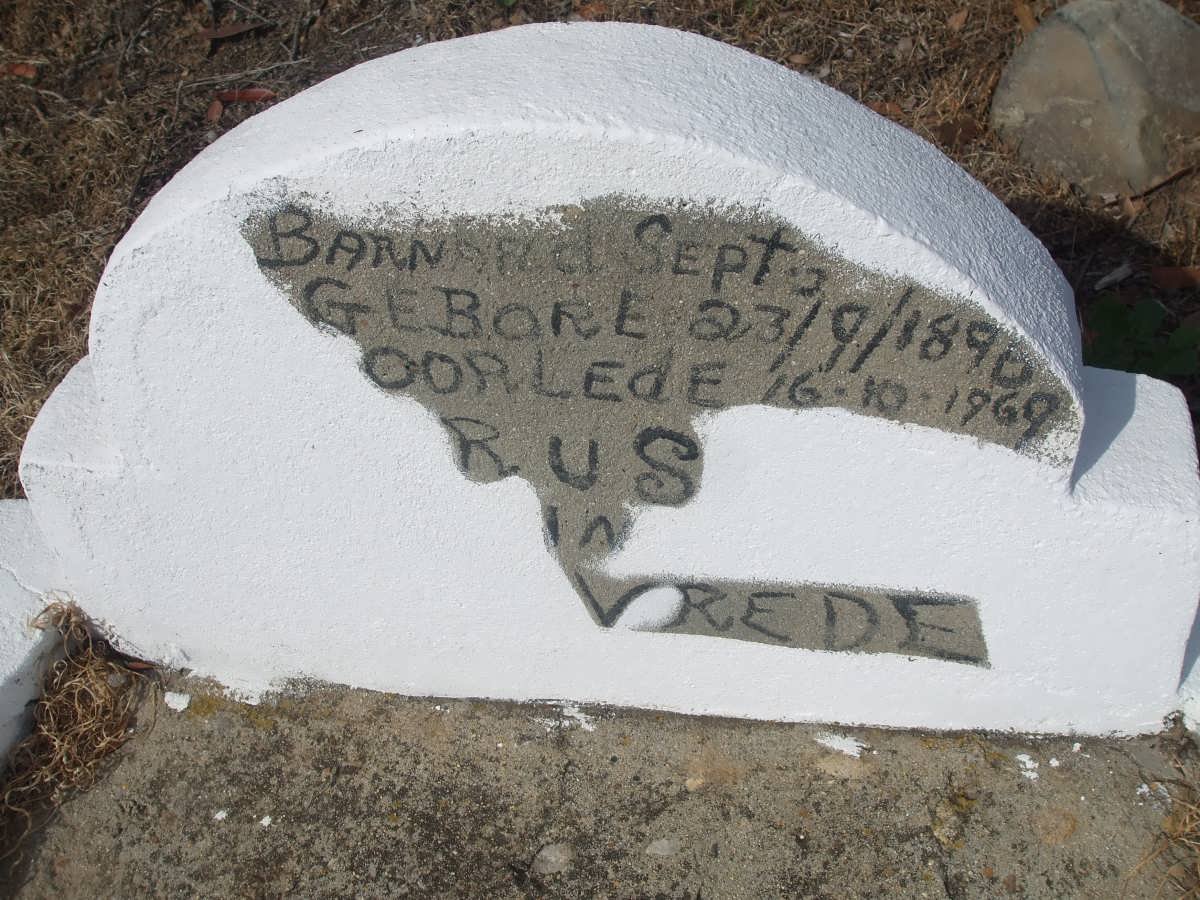 BARNARd Sept
GEBORE 23/9/1890
OORLEdE 16·10·1969
RUS
IN
VREDE